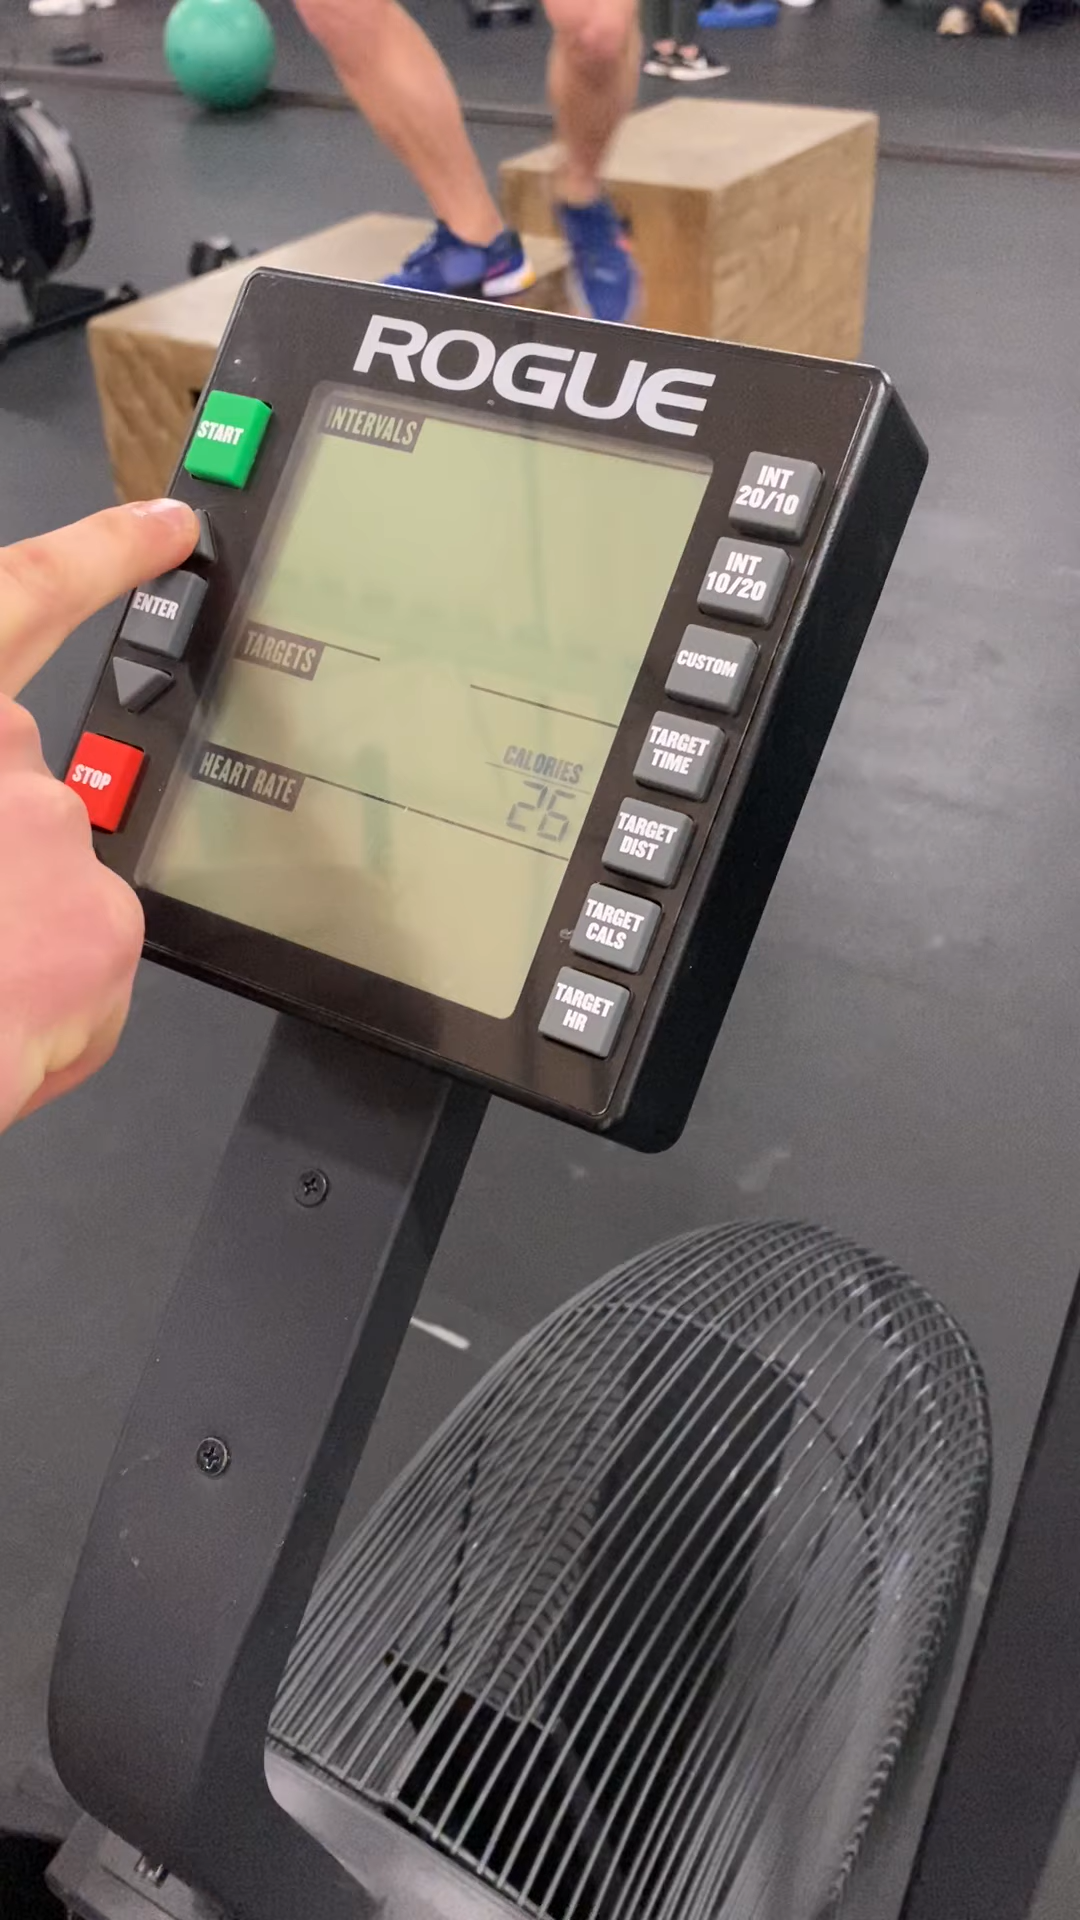 ROGUE
START
ENTER
STOP
INTERVALS
TARGETS
CALORIES
26
HEART RATE
INT
20/10
INT
10/20
CUSTOM
TARGET
TIME
TARGET
DIST
TARGET
CALS
TARGET
HR